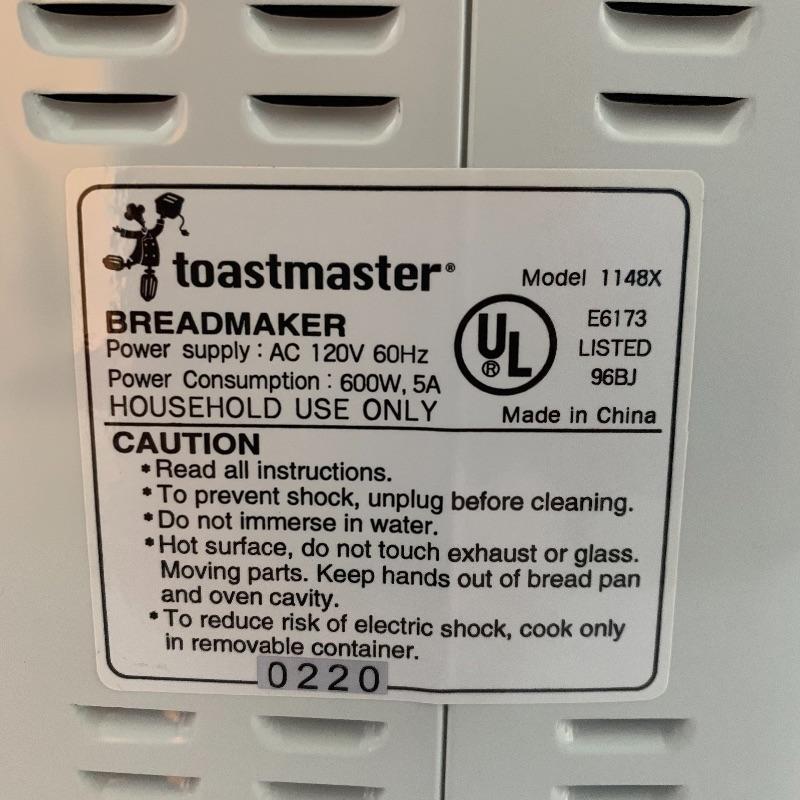 toastmaster®
Model 1148X
BREADMAKER
Power supply : AC 120V 60Hz
Power Consumption : 600W, 5A
HOUSEHOLD USE ONLY
UL
®
E6173
LISTED
96BJ
Made in China
CAUTION
*Read all instructions.
*To prevent shock, unplug before cleaning.
*Do not immerse in water.
*Hot surface, do not touch exhaust or glass.
Moving parts. Keep hands out of bread pan
and oven cavity.
*To reduce risk of electric shock, cook only
in removable container.
0220